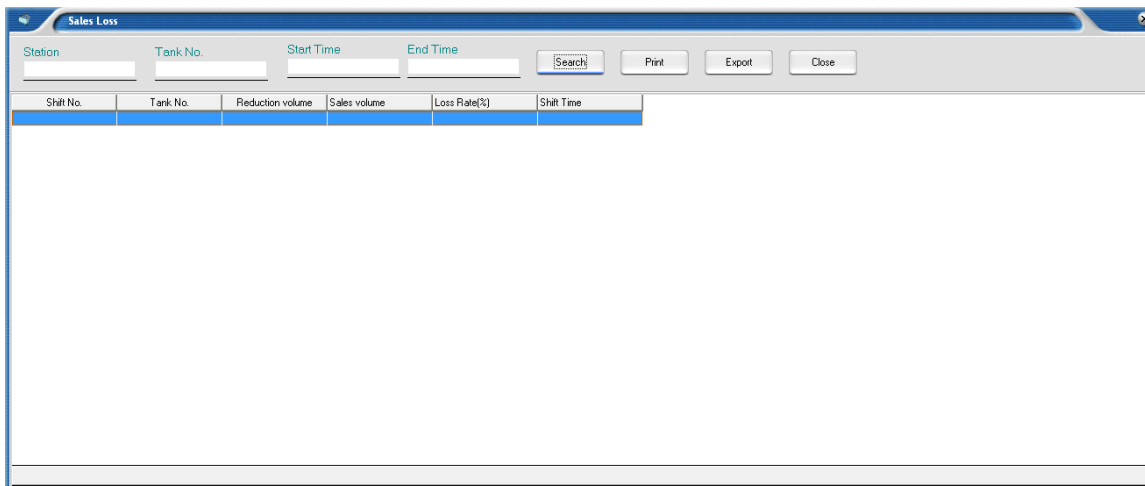 Sales Loss
Station Tank No. Start Time End Time
Search Print Export Close
Shift No. Tank No. Reduction volume Sales volume Loss Rate(%) Shift Time